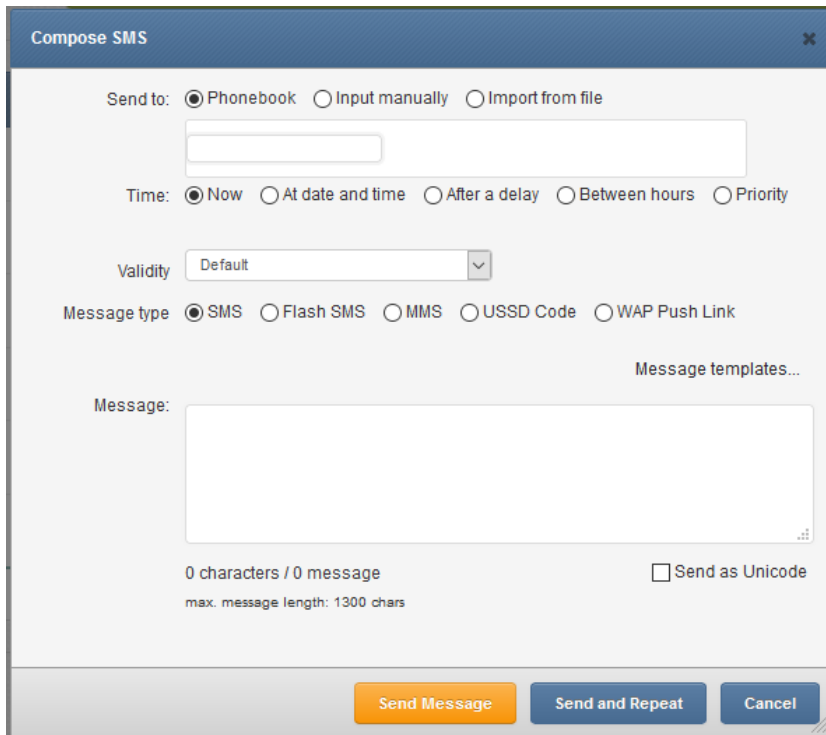 Compose SMS
Send to: Phonebook Input manually Import from file
Time: Now At date and time After a delay Between hours Priority
Validity Default
Message type SMS Flash SMS MMS USSD Code WAP Push Link
Message templates...
Message:
0 characters / 0 message Send as Unicode
max. message length: 1300 chars
Send Message Send and Repeat Cancel